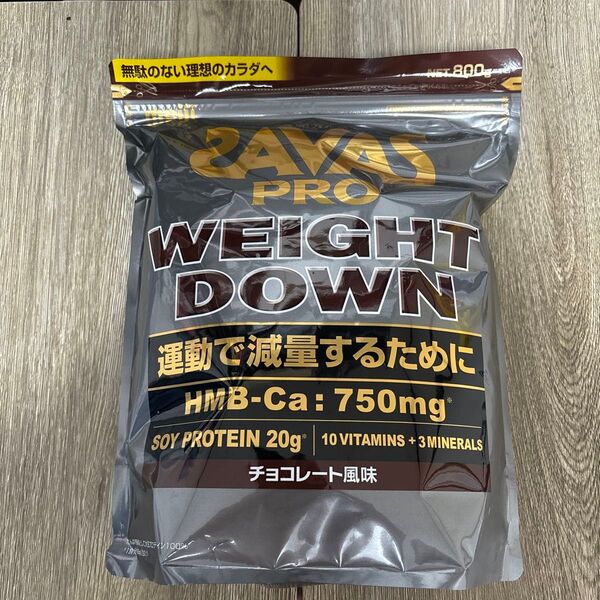 無駄のない理想のカラダへ
NET.800g
SAVAS
PRO
WEIGHT
DOWN
運動で減量するために
HMB-Ca:750mg※
SOY PROTEIN 20g※ 10 VITAMINS + 3 MINERALS
チョコレート風味